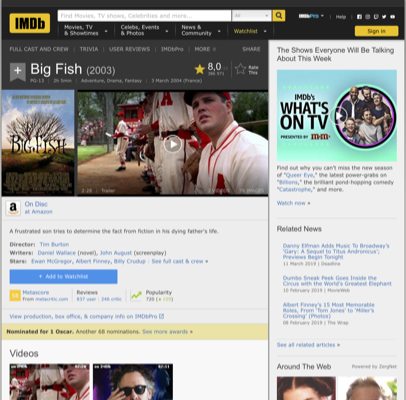 IMDb
Find Movies, TV shows, Celebrities and more...
All
IMDbPro
Help
Movies, TV & Showtimes
Celebs, Events & Photos
News & Community
Watchlist
Sign in
FULL CAST AND CREW | TRIVIA | USER REVIEWS | IMDbPro | MORE
SHARE
Big Fish (2003)
8,0
Rate This
PG-13 | 2h 5min | Adventure, Drama, Fantasy | 3 March 2004 (France)
BIG FISH
2:28 | Trailer
On Disc
at Amazon
A frustrated son tries to determine the fact from fiction in his dying father's life.
Director: Tim Burton
Writers: Daniel Wallace (novel), John August (screenplay)
Stars: Ewan McGregor, Albert Finney, Billy Crudup | See full cast & crew »
+ Add to Watchlist
Metascore
From metacritic.com
Reviews
937 user | 246 critic
Popularity
View production, box office, & company info on IMDbPro
Nominated for 1 Oscar. Another 68 nominations. See more awards »
Videos
The Shows Everyone Will Be Talking About This Week
IMDb's
WHAT'S ON TV
PRESENTED BY
Find out why you can't miss the new season of "Queer Eye," the latest power-grabs on "Billions," the brilliant pond-hopping comedy "Catastrophe," and more.
Watch now »
Related News
Danny Elfman Adds Music To Broadway's 'Gary: A Sequel to Titus Andronicus'; Previews Begin Tonight
11 March 2019 | Deadline
Dumbo Sneak Peek Goes Inside the Circus with the World's Greatest Elephant
10 February 2019 | MovieWeb
Albert Finney's 15 Most Memorable Roles, From 'Tom Jones' to 'Miller's Crossing' (Photos)
08 February 2019 | The Wrap
See all related articles »
Around The Web
Powered by ZergNet